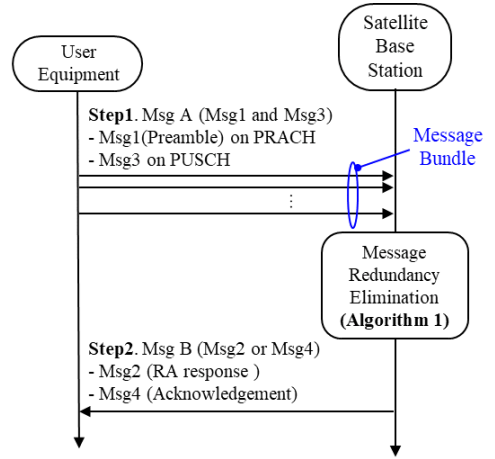 User
Equipment
Satellite
Base
Station
Step1. Msg A (Msg1 and Msg3)
- Msg1(Preamble) on PRACH
- Msg3 on PUSCH
Message
Bundle
⋮
Message
Redundancy
Elimination
(Algorithm 1)
Step2. Msg B (Msg2 or Msg4)
- Msg2 (RA response )
- Msg4 (Acknowledgement)